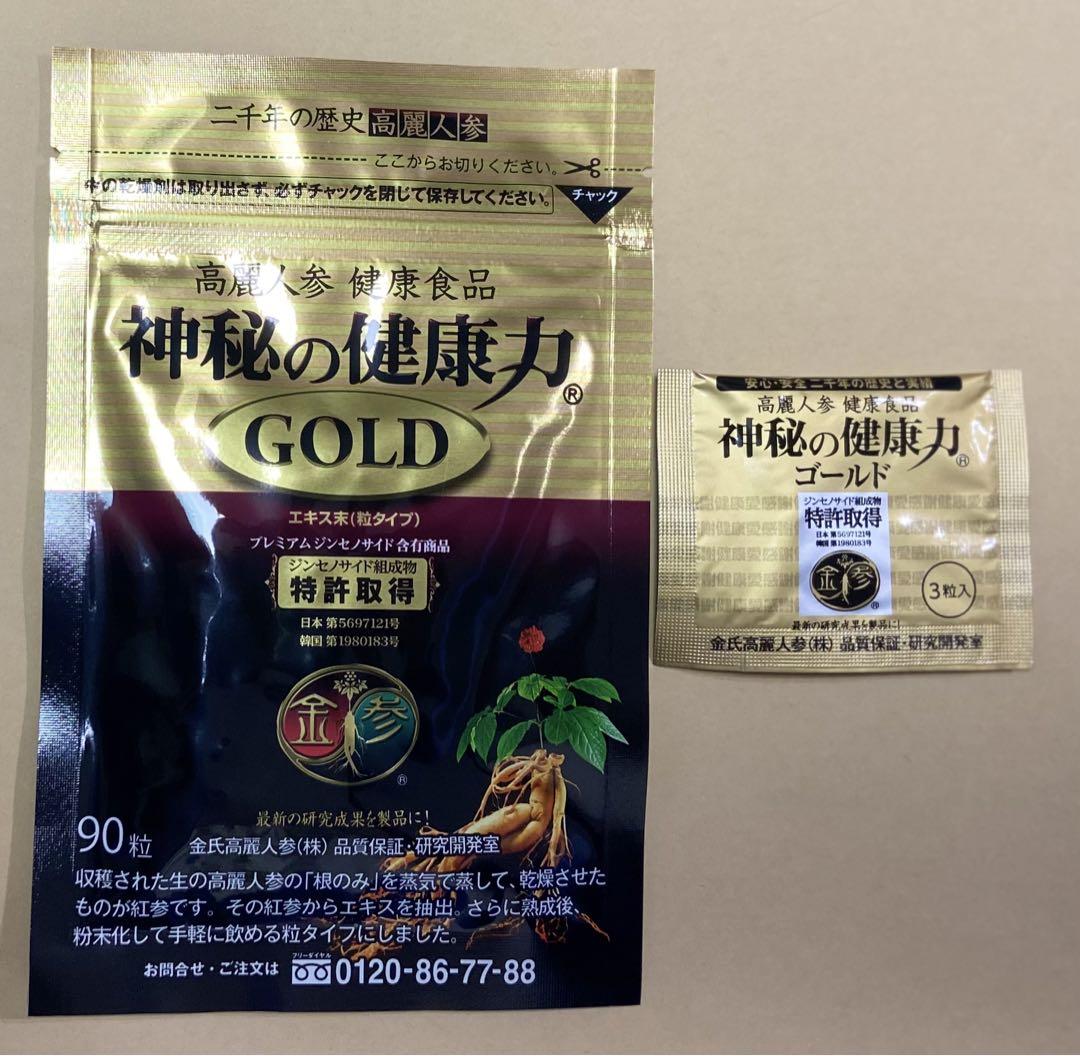 二千年の歴史 高麗人参
ここからお切りください。
中の乾燥剤は取り出さず、必ずチャックを閉じて保存してください。
チャック
高麗人参 健康食品
神秘の健康力®
GOLD
エキス末(粒タイプ)
プレミアム ジンセノサイド 含有商品
ジンセノサイド組成物
特許取得
日本 第5697121号
韓国 第1980183号
金参
®
最新の研究成果を製品に!
90粒
金氏高麗人参(株) 品質保証・研究開発室
収穫された生の高麗人参の「根のみ」を蒸気で蒸して、乾燥させた
ものが紅参です。その紅参からエキスを抽出。さらに熟成後、
粉末化して手軽に飲める粒タイプにしました。
お問合せ・ご注文は
フリーダイヤル
0120-86-77-88
安心・安全 二千年の歴史と実績
高麗人参 健康食品
神秘の健康力®
ゴールド
ジンセノサイド組成物
特許取得
日本 第5697121号
韓国 第1980183号
金参
®
3粒入
最新の研究成果を製品に!
金氏高麗人参(株) 品質保証・研究開発室